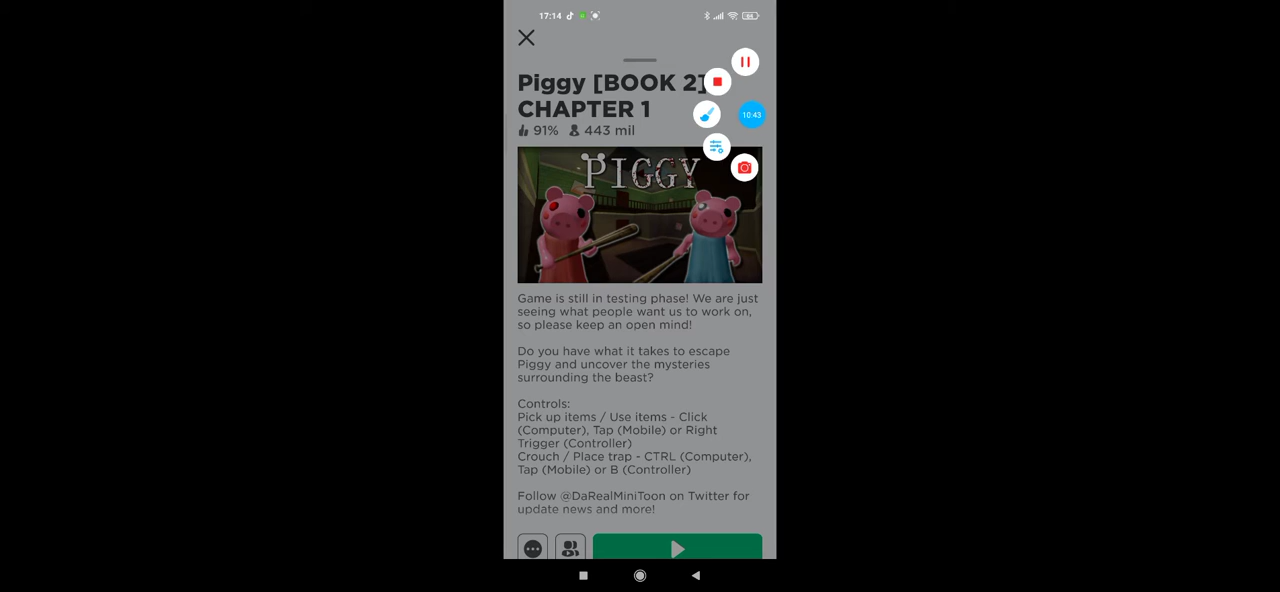 17:14
66
Piggy [BOOK 2]
CHAPTER 1
10:43
91% 443 mil
PIGGY
Game is still in testing phase! We are just
seeing what people want us to work on,
so please keep an open mind!
Do you have what it takes to escape
Piggy and uncover the mysteries
surrounding the beast?
Controls:
Pick up items / Use items - Click
(Computer), Tap (Mobile) or Right
Trigger (Controller)
Crouch / Place trap - CTRL (Computer),
Tap (Mobile) or B (Controller)
Follow @DaRealMiniToon on Twitter for
update news and more!